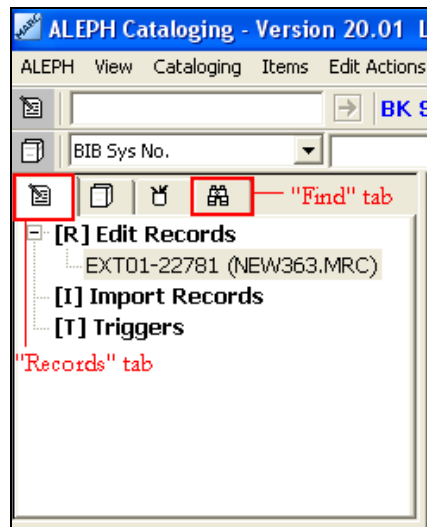 ALEPH Cataloging - Version 20.01 L
ALEPH View Cataloging Items Edit Actions
BK S
BIB Sys No.
"Find" tab
[R] Edit Records
EXT01-22781 (NEW363.MRC)
[I] Import Records
[T] Triggers
"Records" tab